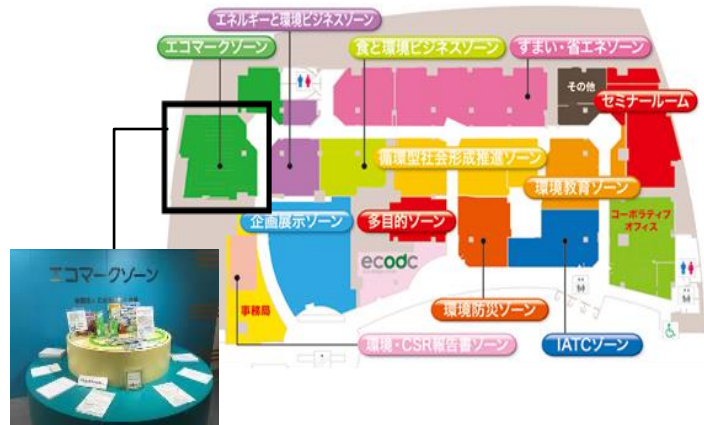 エネルギーと環境ビジネスゾーン
エコマークゾーン
食と環境ビジネスゾーン
すまい・省エネゾーン
その他
セミナールーム
循環型社会形成推進ゾーン
環境教育ゾーン
企画展示ゾーン
多目的ゾーン
コーポラティブ
オフィス
ecodc
エコマークゾーン
事務局
環境防災ゾーン
環境・CSR報告書ゾーン
IATCゾーン